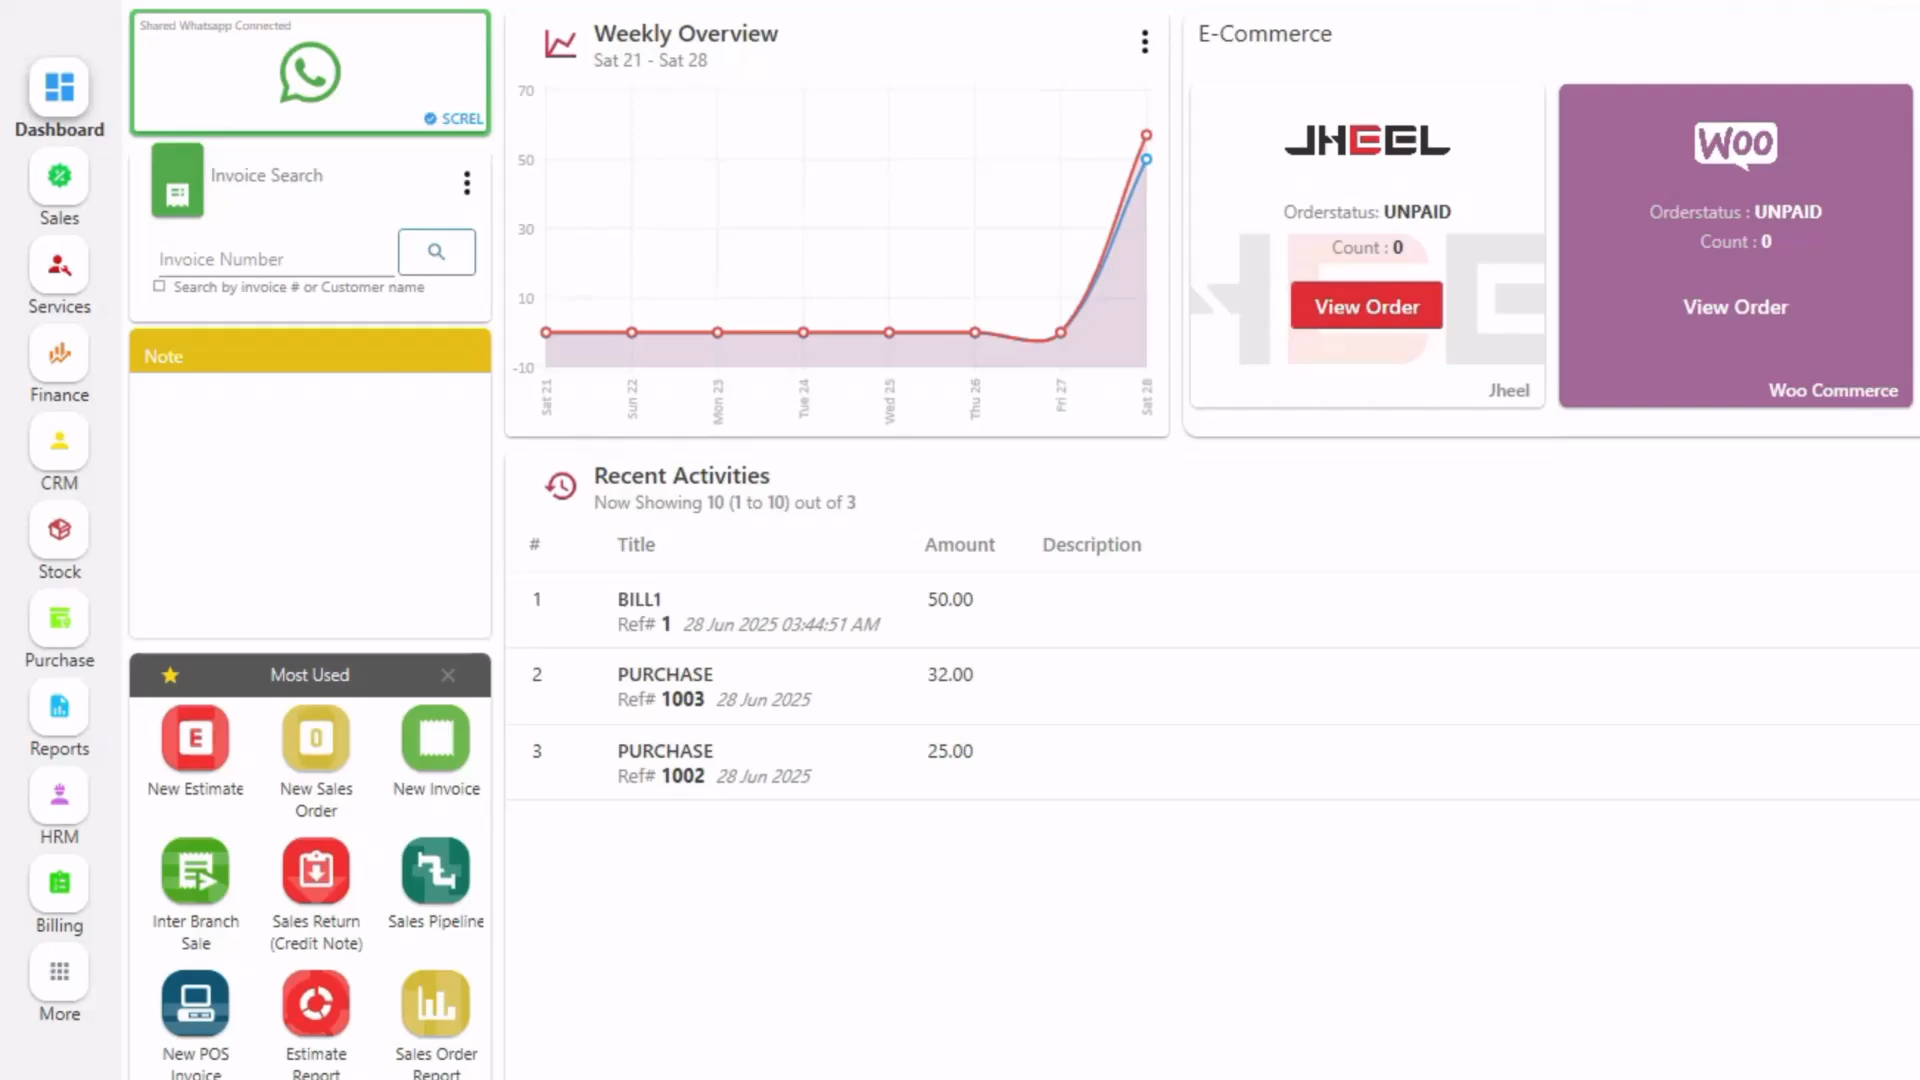 Shared Whatsapp Connected
SCREL
Dashboard
Sales
Services
Finance
CRM
Stock
Purchase
Reports
HRM
Billing
More
Invoice Search
Invoice Number
Search by invoice # or Customer name
Note
Most Used
E
New Estimate
O
New Sales
Order
New Invoice
Inter Branch
Sale
Sales Return
(Credit Note)
Sales Pipeline
New POS
Invoice
Estimate
Report
Sales Order
Report
Weekly Overview
Sat 21 - Sat 28
70
50
30
10
-10
Sat 21
Sun 22
Mon 23
Tue 24
Wed 25
Thu 26
Fri 27
Sat 28
E-Commerce
JHEEL
Orderstatus: UNPAID
Count : 0
View Order
Jheel
WOO
Orderstatus : UNPAID
Count : 0
View Order
Woo Commerce
Recent Activities
Now Showing 10 (1 to 10) out of 3
# Title Amount Description
1 BILL1 50.00
Ref# 1 28 Jun 2025 03:44:51 AM
2 PURCHASE 32.00
Ref# 1003 28 Jun 2025
3 PURCHASE 25.00
Ref# 1002 28 Jun 2025